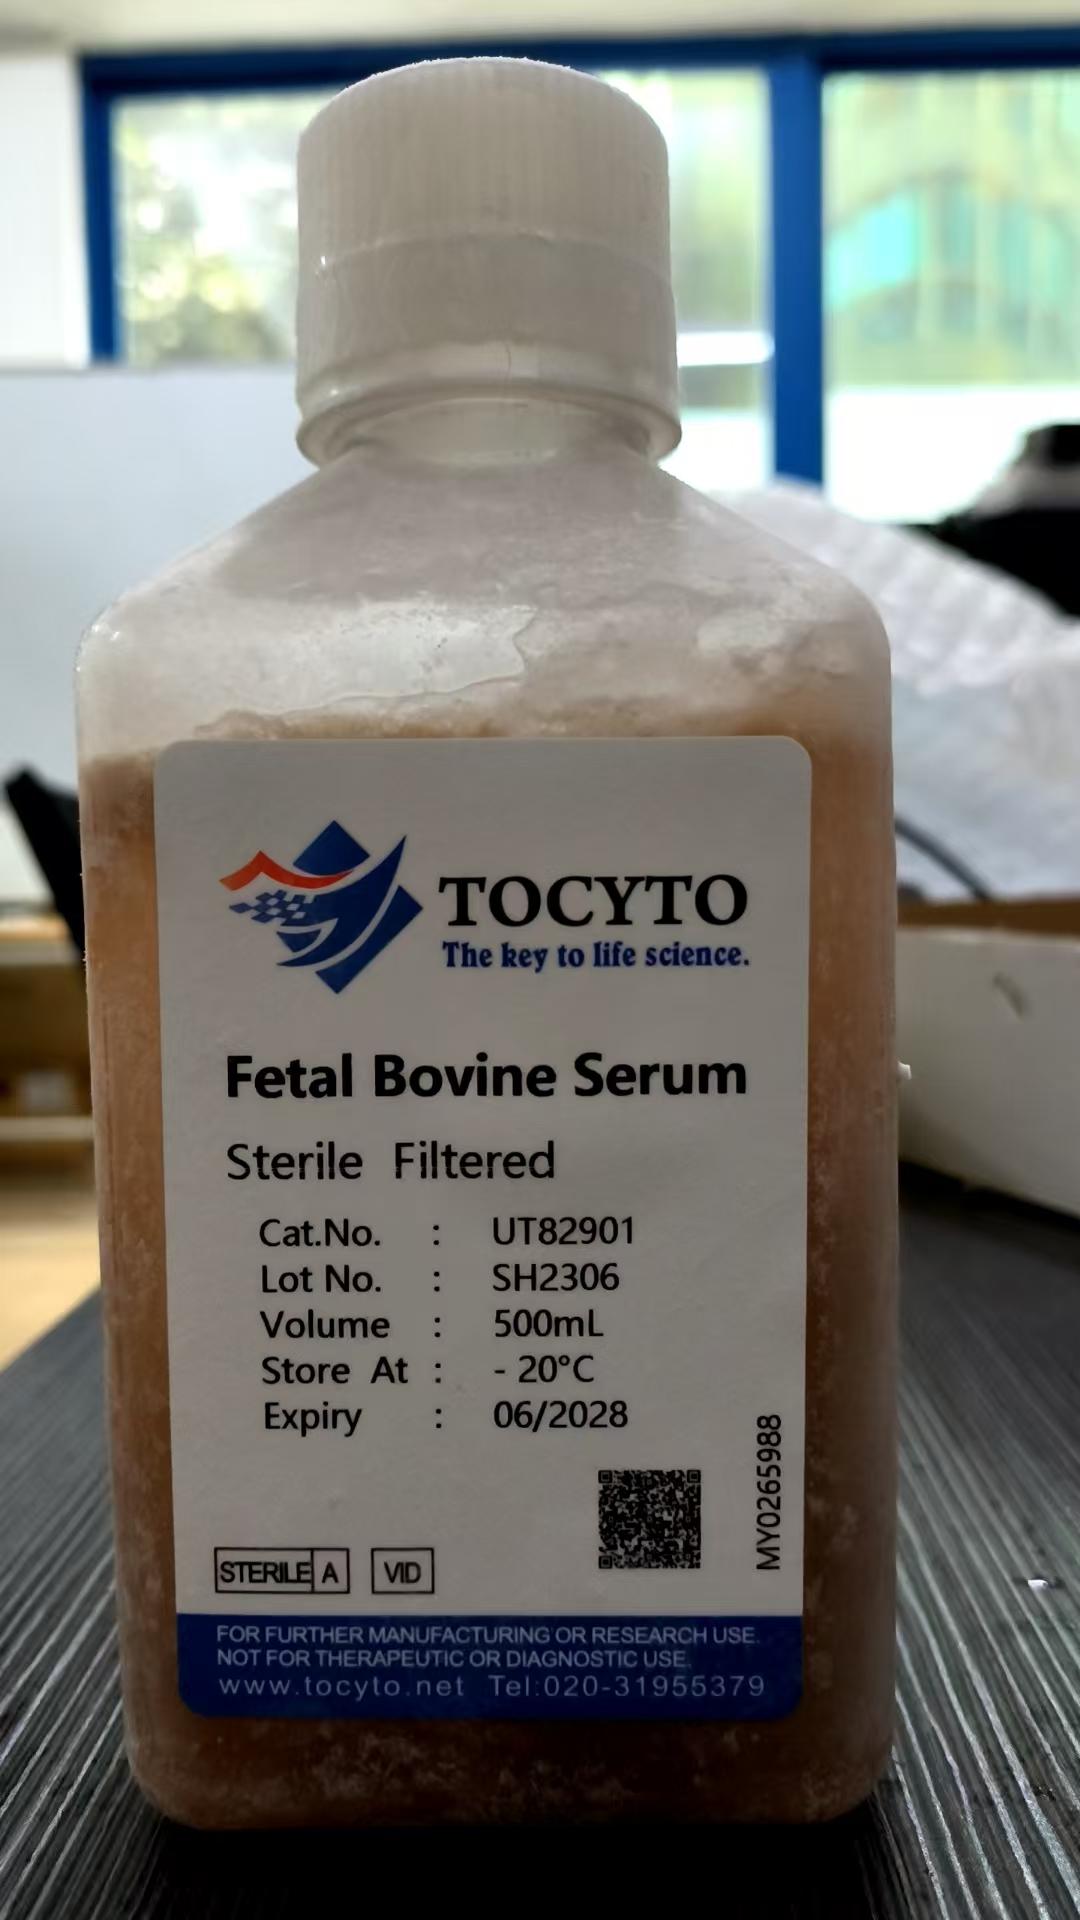 TOCYTO
The key to life science.
Fetal Bovine Serum
Sterile Filtered
Cat.No. : UT82901
Lot No. : SH2306
Volume : 500mL
Store At : - 20°C
Expiry : 06/2028
MY0265988
STERILE A VID
FOR FURTHER MANUFACTURING OR RESEARCH USE.
NOT FOR THERAPEUTIC OR DIAGNOSTIC USE.
www.tocyto.net Tel:020-31955379